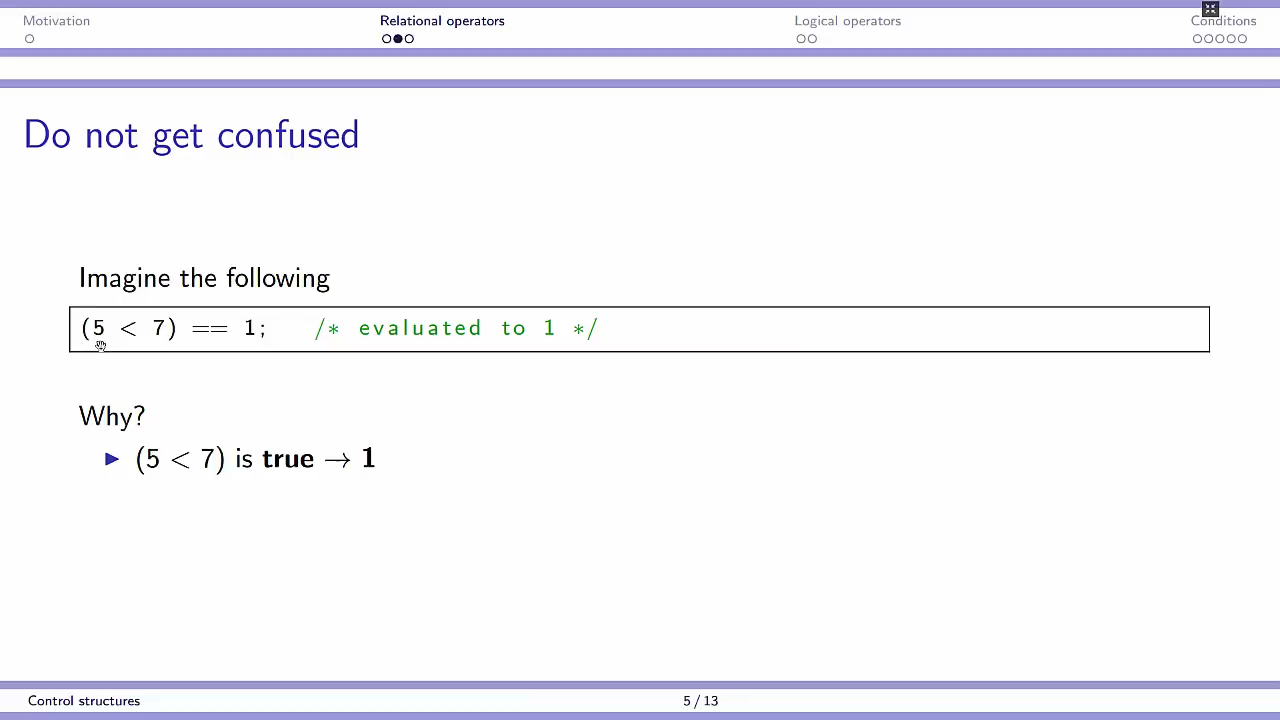 Motivation
Relational operators
Logical operators
Conditions
Do not get confused
Imagine the following
(5 < 7) == 1; /* evaluated to 1 */
Why?
(5 < 7) is true → 1
Control structures
5 / 13